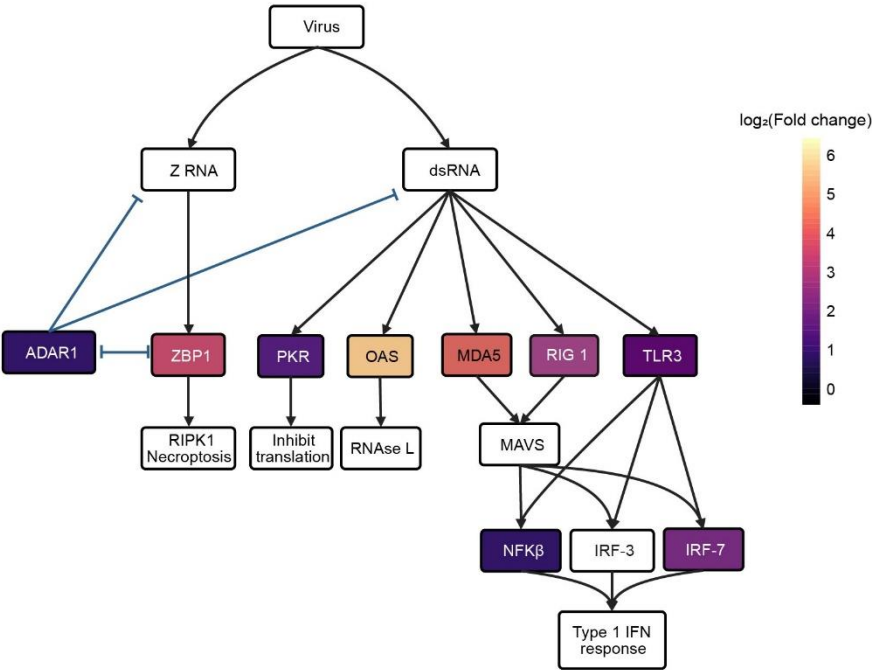 Virus
log₂(Fold change)
6
5
4
3
2
1
0
Z RNA
dsRNA
ADAR1
ZBP1
PKR
OAS
MDA5
RIG 1
TLR3
RIPK1
Necroptosis
Inhibit
translation
RNAse L
MAVS
NFKβ
IRF-3
IRF-7
Type 1 IFN
response